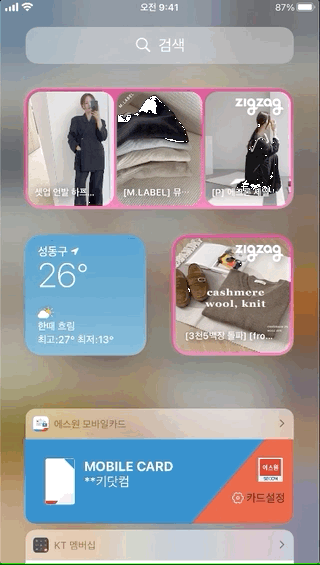 오전 9:41
87%
검색
zigzag
셋업 언발 하프...
[M.LABEL] 뮤...
성동구
26°
한때 흐림
최고:27° 최저:13°
zigzag
cashmere
wool, knit
[3천5백장 돌파] [fro...
에스원 모바일카드
MOBILE CARD
**키닷컴
에스원
SECOM
카드설정
KT 멤버십